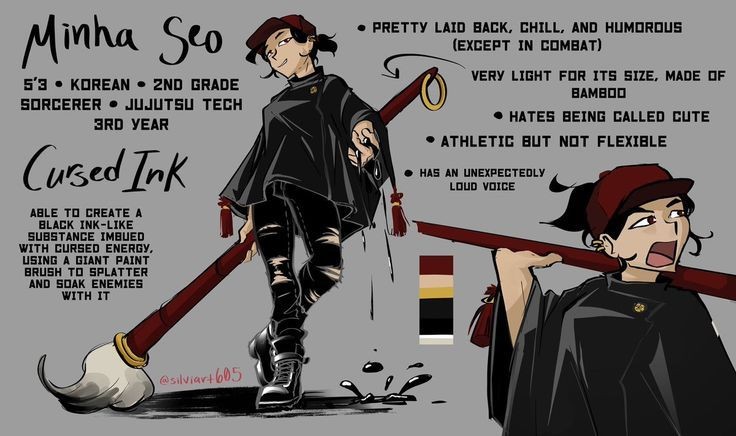 Minha Seo
5'3 • KOREAN • 2ND GRADE
SORCERER • JUJUTSU TECH
3RD YEAR
Cursed Ink
ABLE TO CREATE A
BLACK INK-LIKE
SUBSTANCE IMBUED
WITH CURSED ENERGY,
USING A GIANT PAINT
BRUSH TO SPLATTER
AND SOAK ENEMIES
WITH IT
• PRETTY LAID BACK, CHILL, AND HUMOROUS
(EXCEPT IN COMBAT)
VERY LIGHT FOR ITS SIZE, MADE OF
BAMBOO
• HATES BEING CALLED CUTE
• ATHLETIC BUT NOT FLEXIBLE
• HAS AN UNEXPECTEDLY
LOUD VOICE
@silviart605